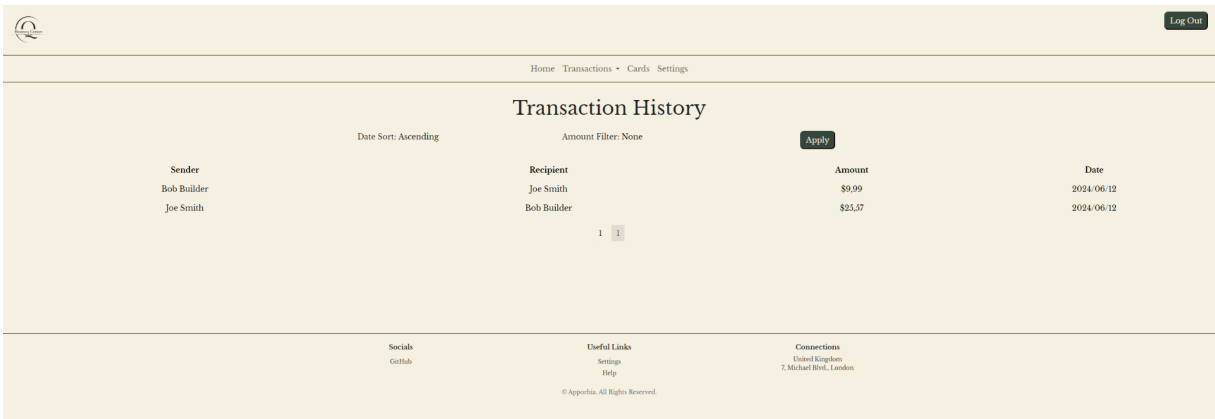 Log Out
Home Transactions Cards Settings
Transaction History
Date Sort: Ascending Amount Filter: None Apply
Sender Recipient Amount Date
Bob Builder Joe Smith $9,99 2024/06/12
Joe Smith Bob Builder $25,57 2024/06/12
1 1
Socials Useful Links Connections
GitHub Settings United Kingdom
Help 7, Michael Blvd., London
© Apporhia. All Rights Reserved.